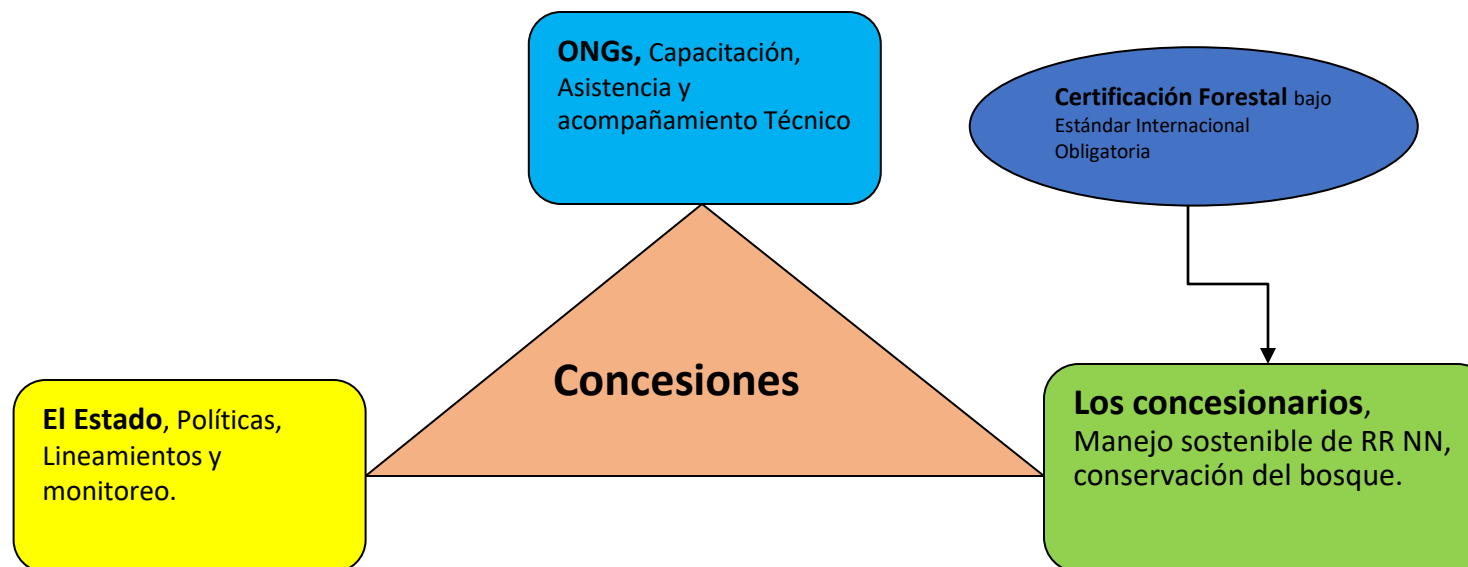 ONGs, Capacitación,
Asistencia y
acompañamiento Técnico
Certificación Forestal bajo
Estándar Internacional
Obligatoria
Concesiones
El Estado, Políticas,
Lineamientos y
monitoreo.
Los concesionarios,
Manejo sostenible de RR NN,
conservación del bosque.